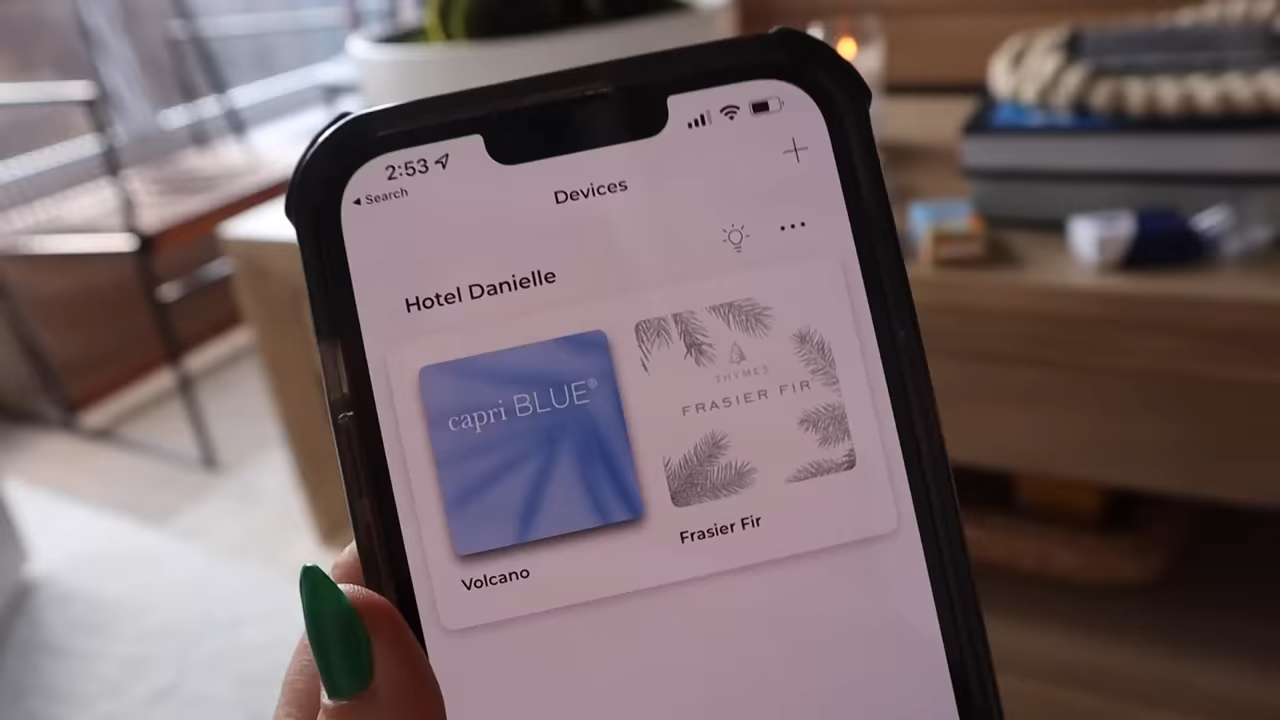 2:53
◀ Search
Devices
Hotel Danielle
capri BLUE®
THYMES
FRASIER FIR
Volcano
Frasier Fir